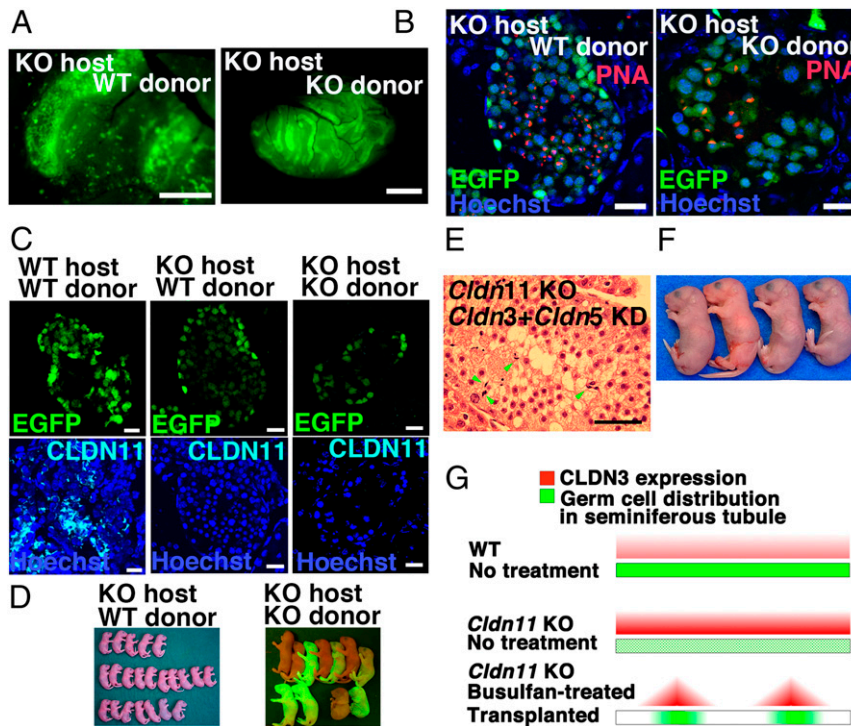 A
KO host
WT donor
KO host
KO donor
B
KO host
WT donor
PNA
EGFP
Hoechst
KO host
KO donor
PNA
EGFP
Hoechst
C
WT host
WT donor
KO host
WT donor
KO host
KO donor
EGFP
EGFP
EGFP
CLDN11
Hoechst
CLDN11
Hoechst
CLDN11
Hoechst
D
KO host
WT donor
KO host
KO donor
E
Cldn11 KO
Cldn3+Cldn5 KD
F
G
CLDN3 expression
Germ cell distribution
in seminiferous tubule
WT
No treatment
Cldn11 KO
No treatment
Cldn11 KO
Busulfan-treated
Transplanted